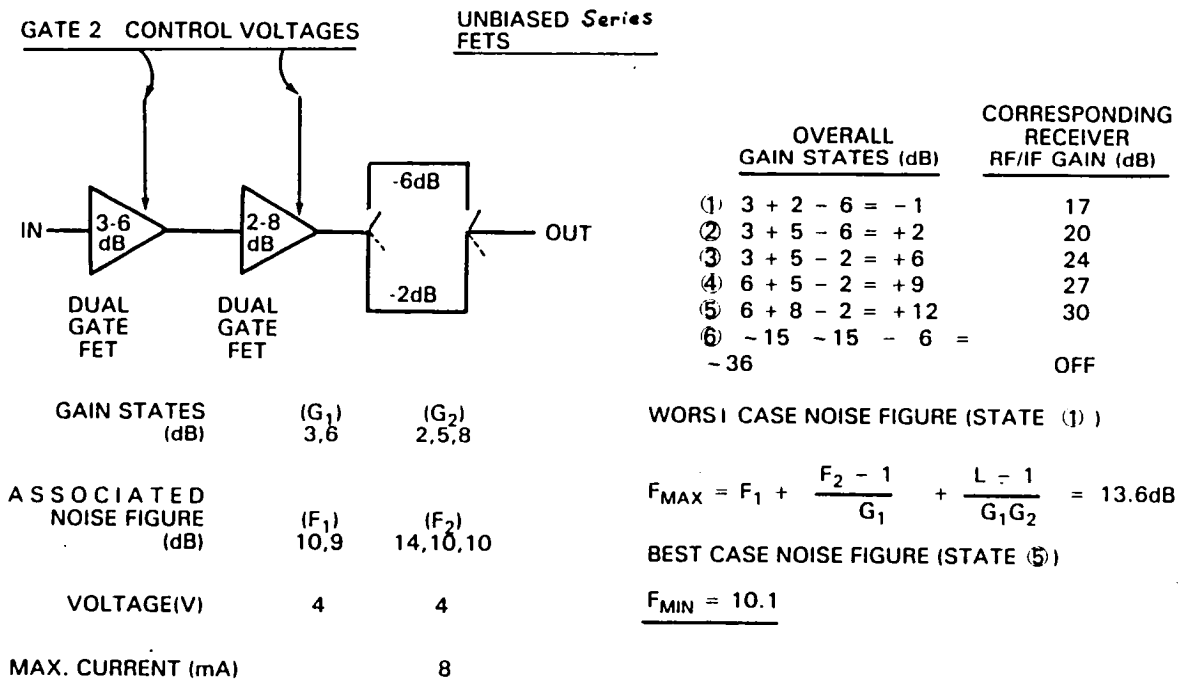 GATE 2 CONTROL VOLTAGES
UNBIASED Series
FETS
IN
3-6
dB
2-8
dB
-6dB
-2dB
OUT
DUAL
GATE
FET
DUAL
GATE
FET
GAIN STATES (G1) (G2)
(dB) 3,6 2,5,8
ASSOCIATED
NOISE FIGURE (F1) (F2)
(dB) 10,9 14,10,10
VOLTAGE(V) 4 4
MAX. CURRENT (mA) 8
OVERALL
GAIN STATES (dB)
CORRESPONDING
RECEIVER
RF/IF GAIN (dB)
① 3 + 2 - 6 = -1 17
② 3 + 5 - 6 = +2 20
③ 3 + 5 - 2 = +6 24
④ 6 + 5 - 2 = +9 27
⑤ 6 + 8 - 2 = +12 30
⑥ ~15 ~15 - 6 =
~36 OFF
WORSI CASE NOISE FIGURE (STATE ①)
F_MAX = F1 + (F2 - 1)/G1 + (L - 1)/(G1G2) = 13.6dB
BEST CASE NOISE FIGURE (STATE ⑤)
F_MIN = 10.1